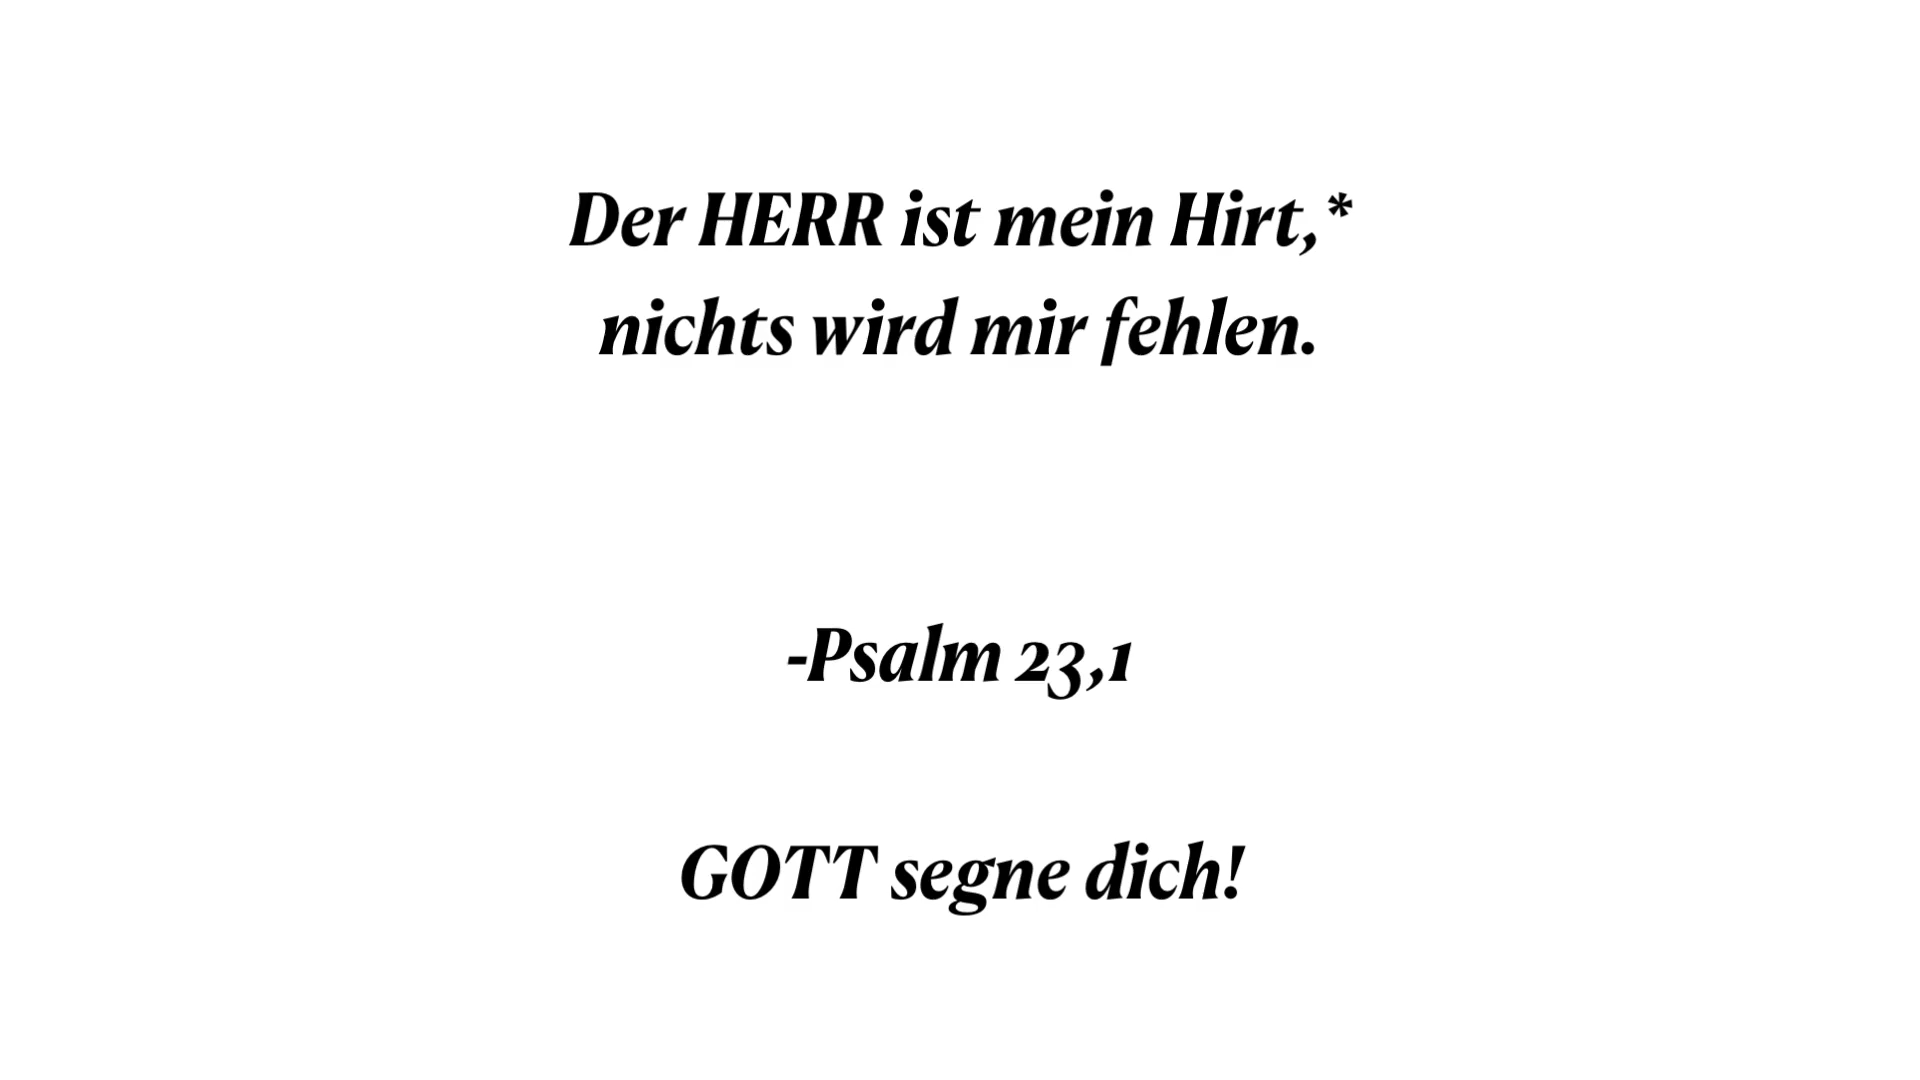 Der HERR ist mein Hirt,*
nichts wird mir fehlen.
-Psalm 23,1
GOTT segne dich!